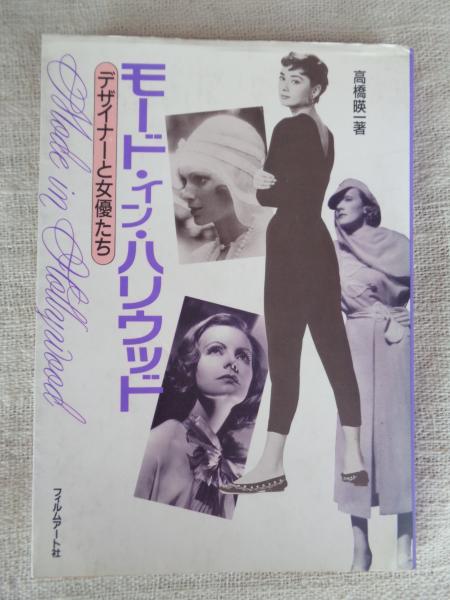 高橋暎一著
モード・イン・ハリウッド
デザイナーと女優たち
Mode in Hollywood
フィルムアート社